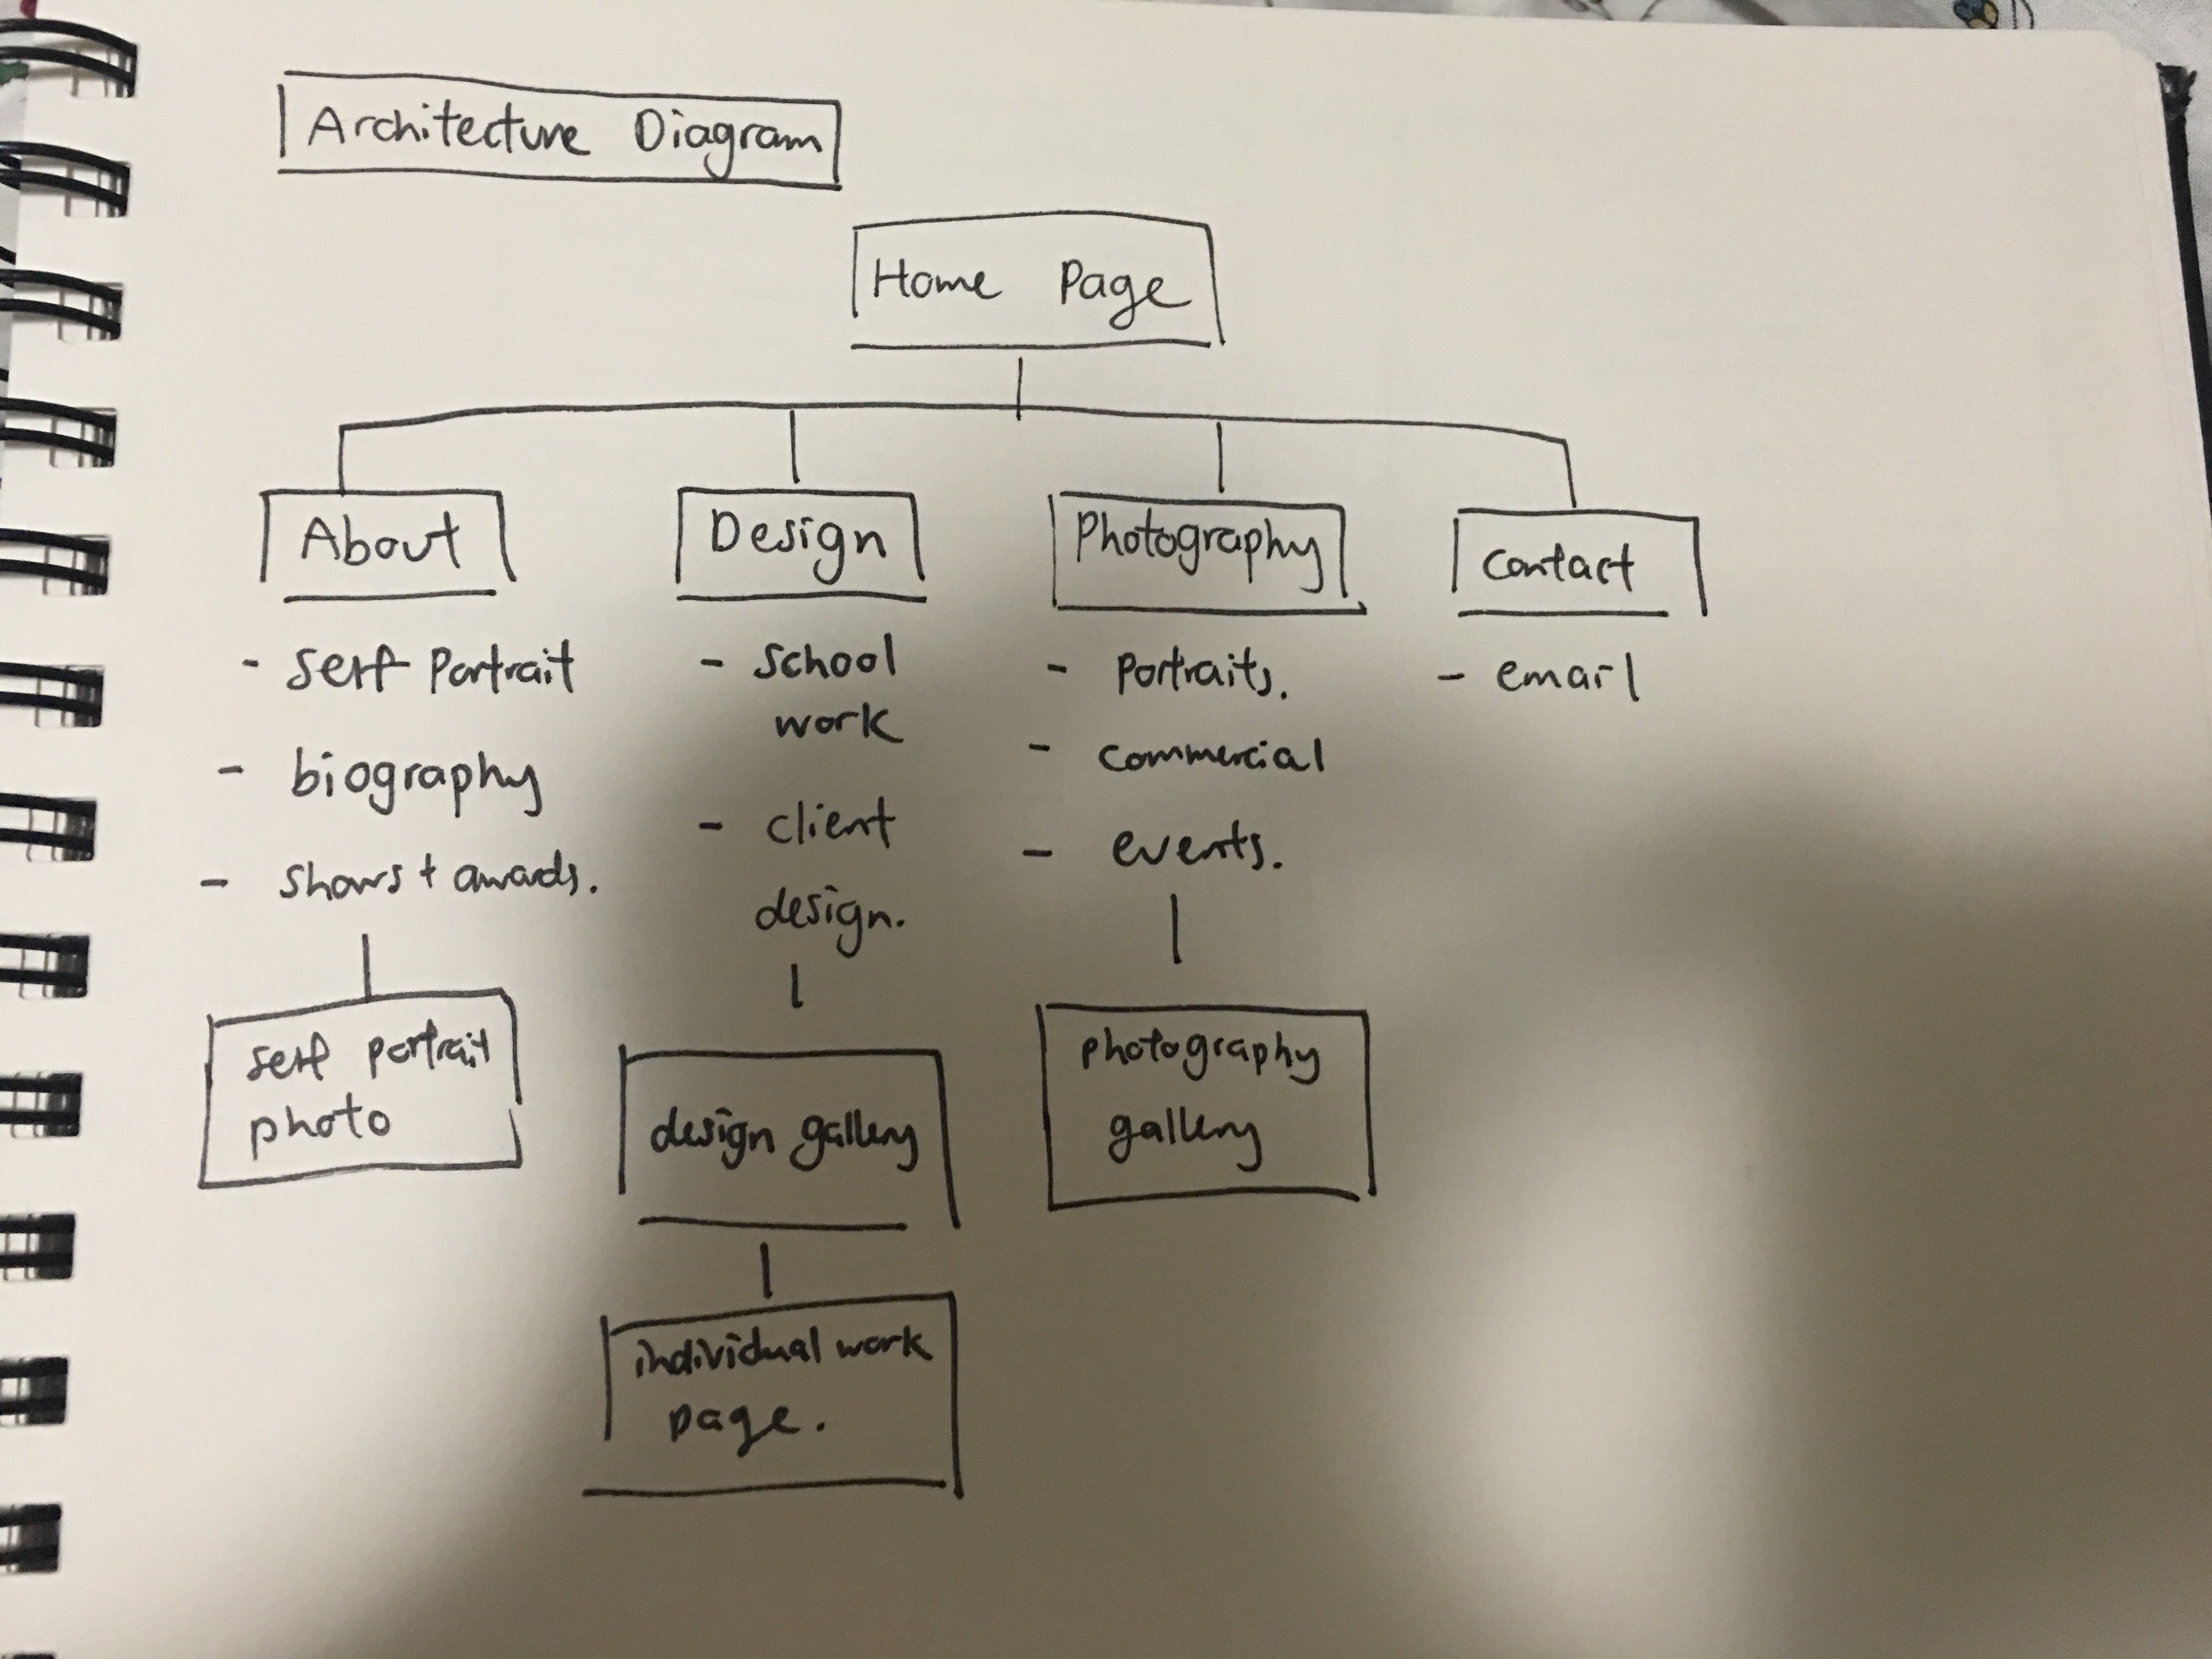 Architecture Diagram
Home Page
About
- self portrait
- biography
- shows + awards.
self portrait
photo
Design
- school
work
- client
design.
design gallery
individual work
page.
Photography
- portraits.
- commercial
- events.
photography
gallery
contact
- email